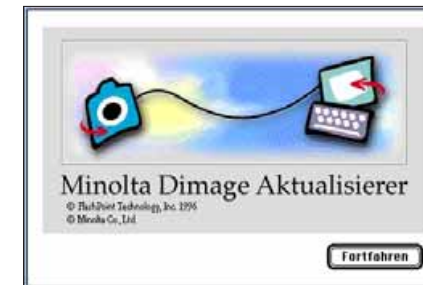 Minolta Dimage Aktualisierer
© FlashPoint Technology, Inc. 1996
© Minolta Co., Ltd.
Fortfahren